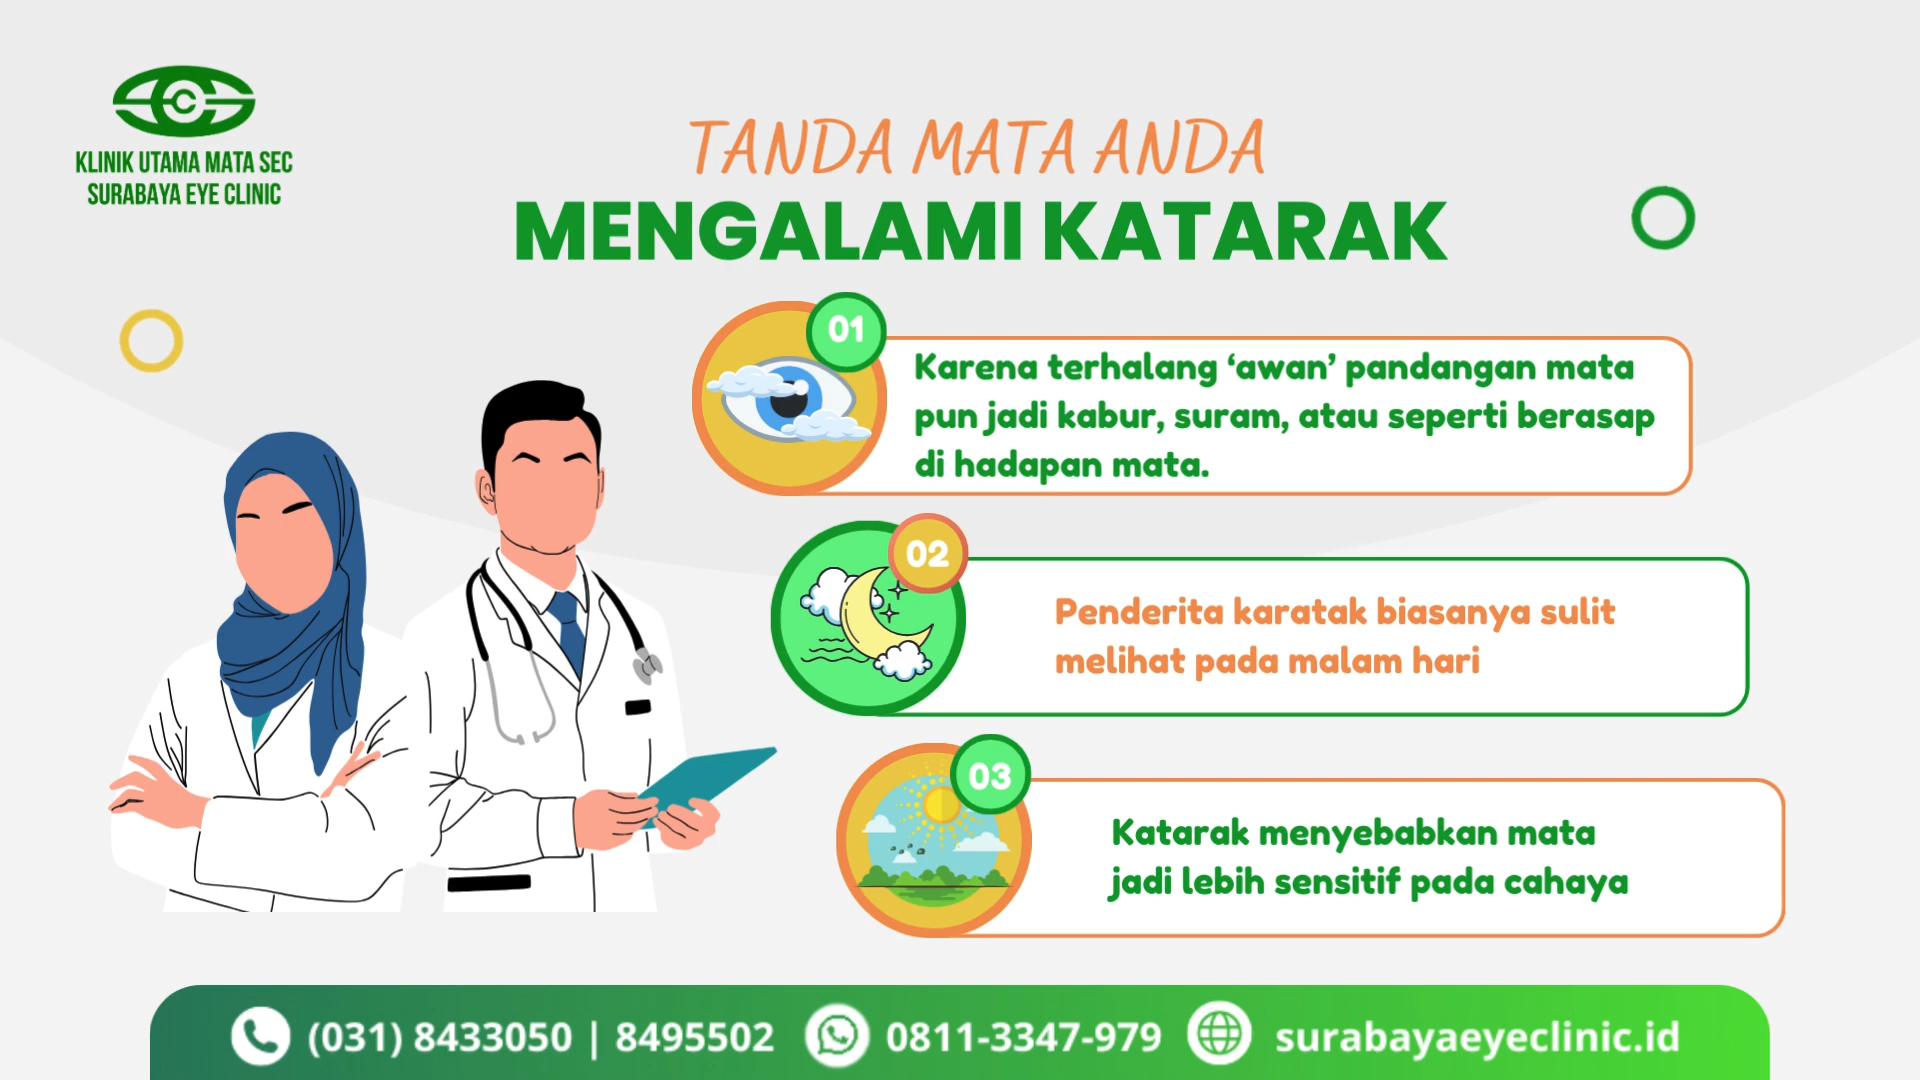 KLINIK UTAMA MATA SEC
SURABAYA EYE CLINIC
TANDA MATA ANDA
MENGALAMI KATARAK
01
Karena terhalang ‘awan’ pandangan mata
pun jadi kabur, suram, atau seperti berasap
di hadapan mata.
02
Penderita karatak biasanya sulit
melihat pada malam hari
03
Katarak menyebabkan mata
jadi lebih sensitif pada cahaya
(031) 8433050 | 8495502
0811-3347-979
surabayaeyeclinic.id